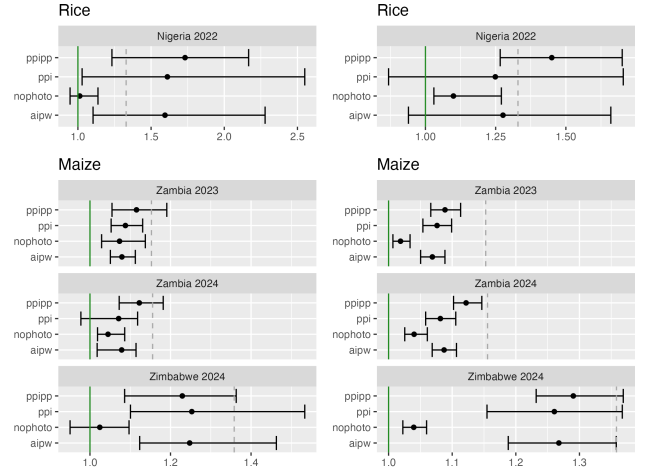 Rice
Nigeria 2022
ppipp
ppi
nophoto
aipw
1.0 1.5 2.0 2.5
Rice
Nigeria 2022
ppipp
ppi
nophoto
aipw
1.00 1.25 1.50
Maize
Zambia 2023
ppipp
ppi
nophoto
aipw
Zambia 2024
ppipp
ppi
nophoto
aipw
Zimbabwe 2024
ppipp
ppi
nophoto
aipw
1.0 1.2 1.4
Maize
Zambia 2023
ppipp
ppi
nophoto
aipw
Zambia 2024
ppipp
ppi
nophoto
aipw
Zimbabwe 2024
ppipp
ppi
nophoto
aipw
1.0 1.1 1.2 1.3